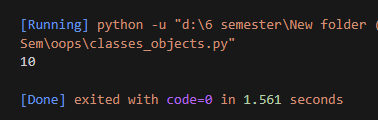 [Running] python -u "d:\6 semester\New folder (
Sem\oops\classes_objects.py"
10
[Done] exited with code=0 in 1.561 seconds